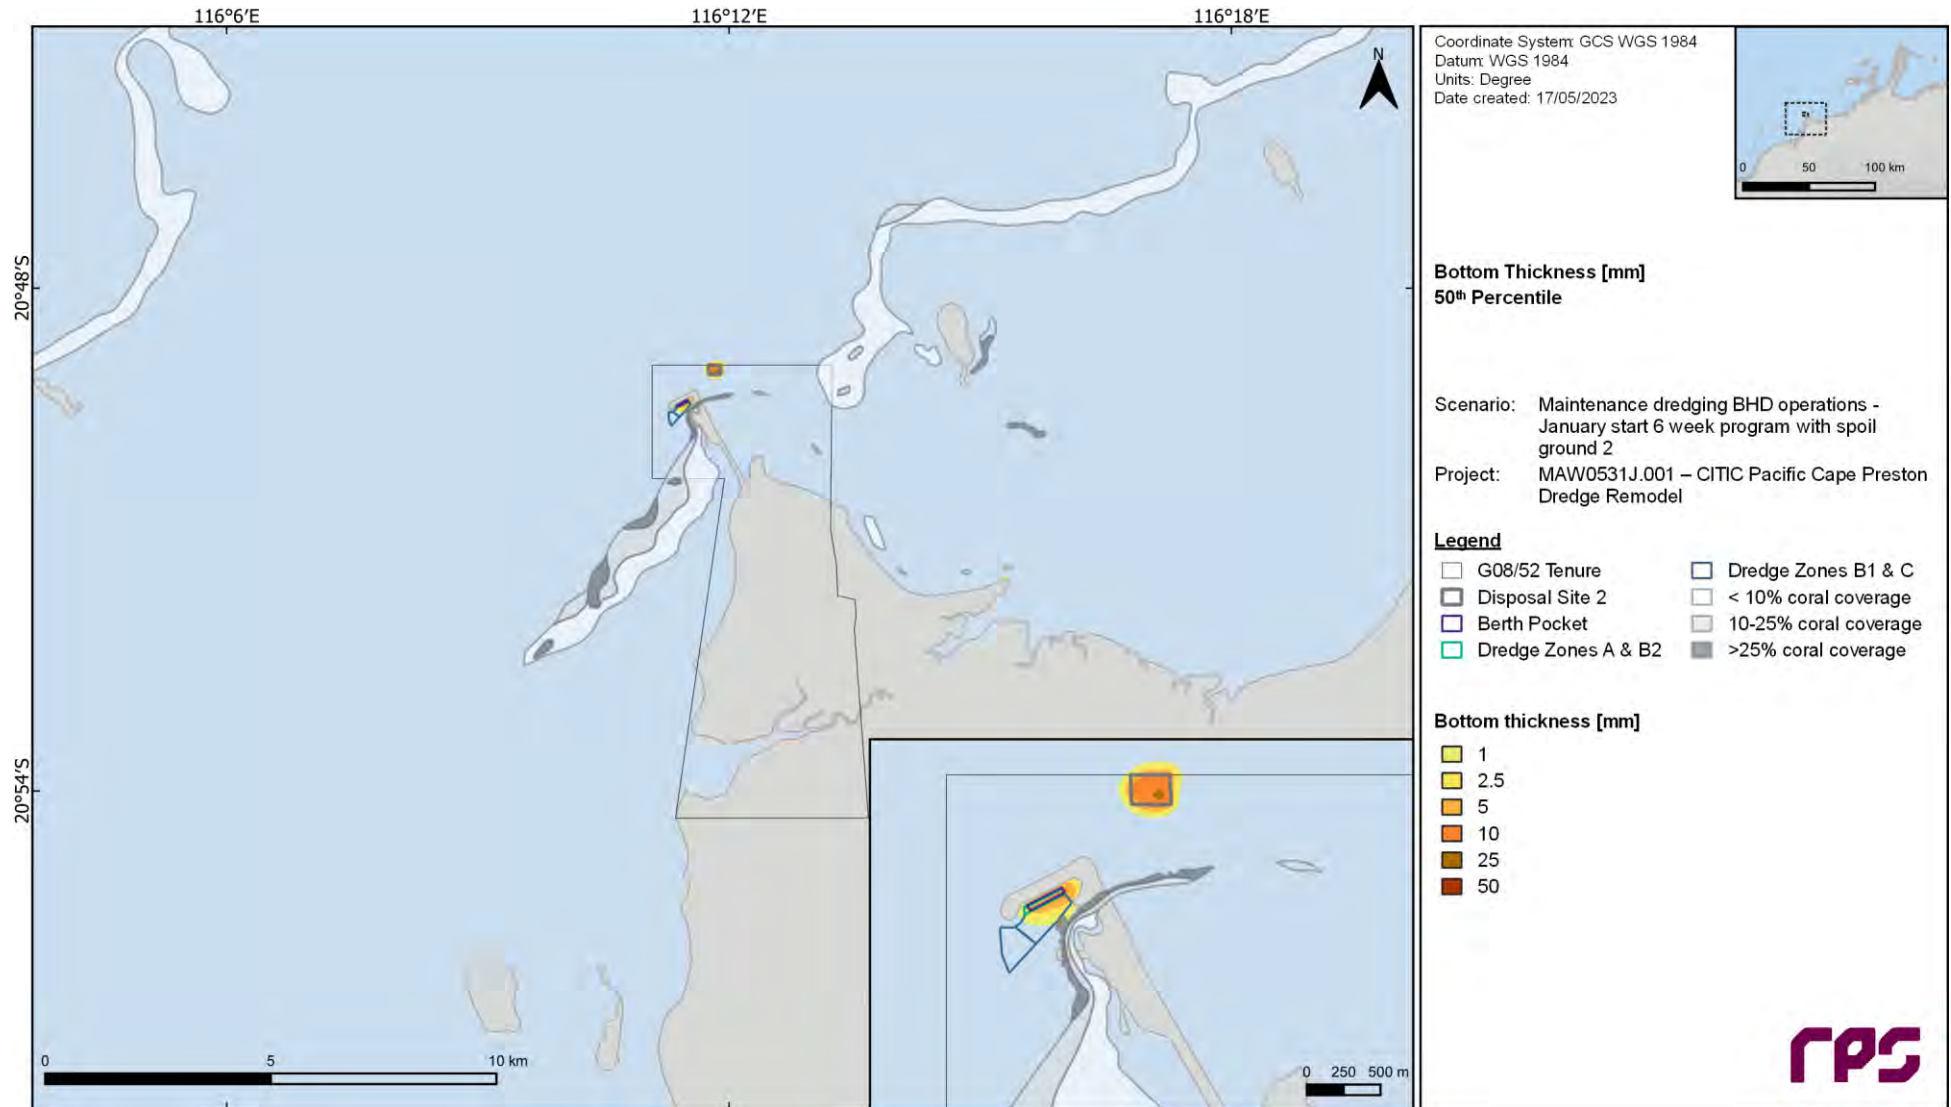 116°6'E
116°12'E
116°18'E
20°48'S
20°54'S
N
0 5 10 km
0 250 500 m
Coordinate System: GCS WGS 1984
Datum: WGS 1984
Units: Degree
Date created: 17/05/2023
0 50 100 km
Bottom Thickness [mm]
50th Percentile
Scenario: Maintenance dredging BHD operations -
January start 6 week program with spoil
ground 2
Project: MAW0531J.001 – CITIC Pacific Cape Preston
Dredge Remodel
Legend
G08/52 Tenure
Disposal Site 2
Berth Pocket
Dredge Zones A & B2
Dredge Zones B1 & C
< 10% coral coverage
10-25% coral coverage
>25% coral coverage
Bottom thickness [mm]
1
2.5
5
10
25
50
rps